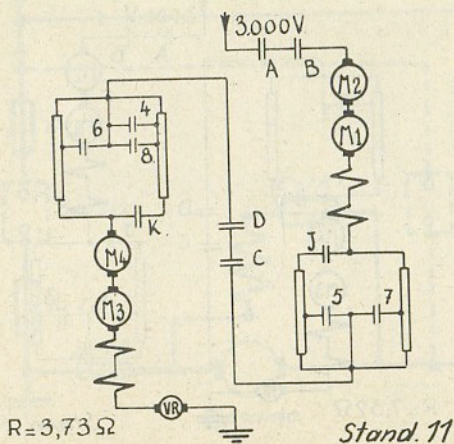 3.000V
A B
M2
M1
4
6
8
K
D
C
J
5 7
M4
M3
VR
R=3,73 Ω
Stand. 11